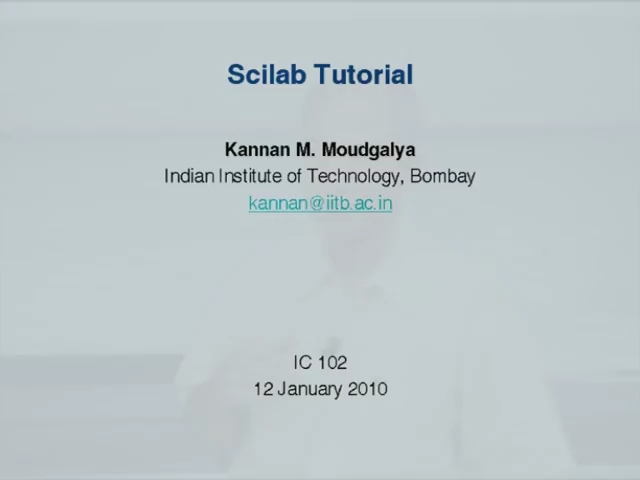 Scilab Tutorial
Kannan M. Moudgalya
Indian Institute of Technology, Bombay
kannan@iitb.ac.in
IC 102
12 January 2010